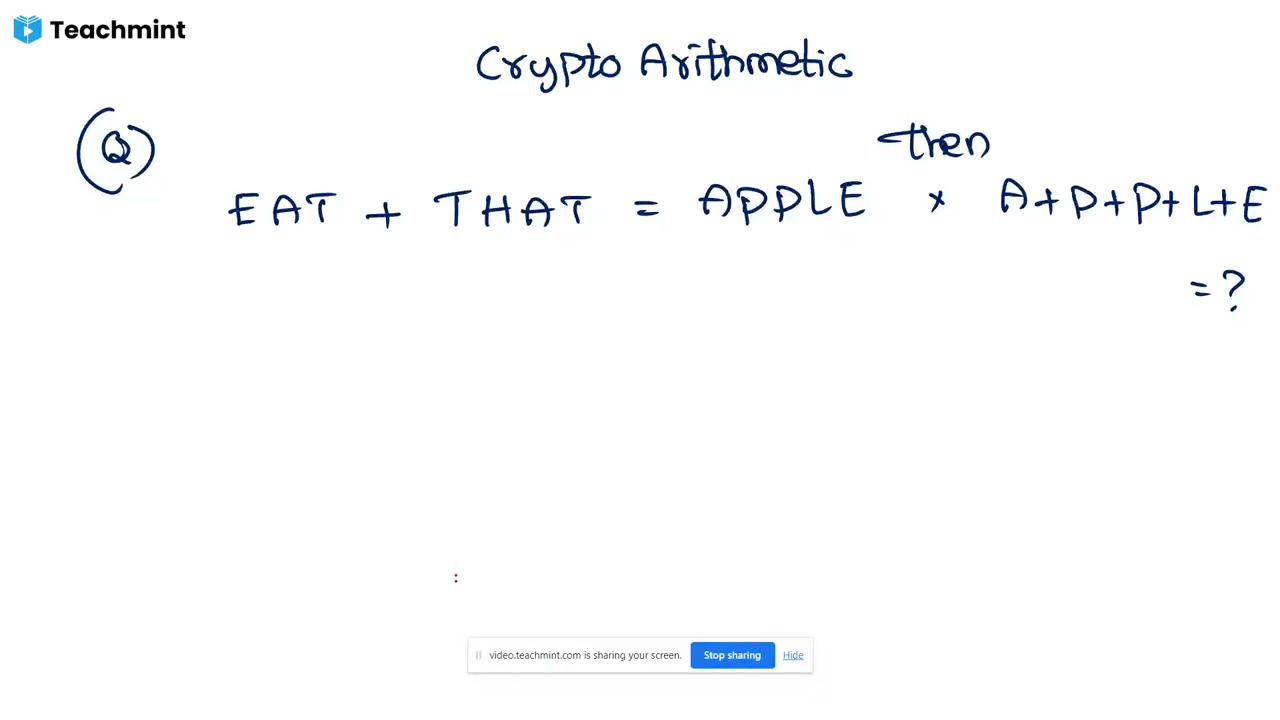 Teachmint
Crypto Arithmetic
(Q)
then
EAT + THAT = APPLE × A+P+P+L+E
= ?
:
video.teachmint.com is sharing your screen. Stop sharing Hide